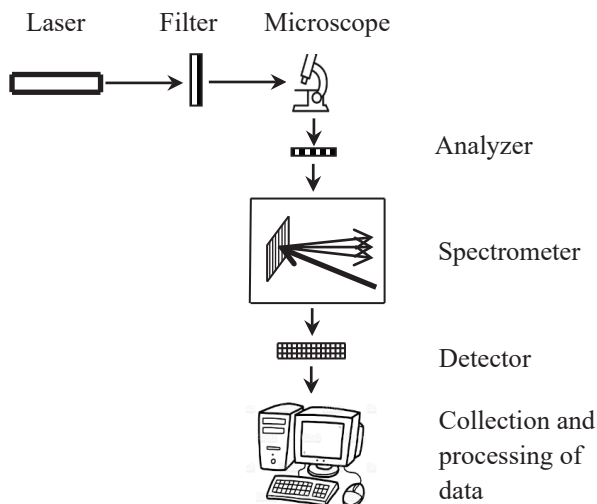 Laser Filter Microscope
Analyzer
Spectrometer
Detector
Collection and
processing of
data